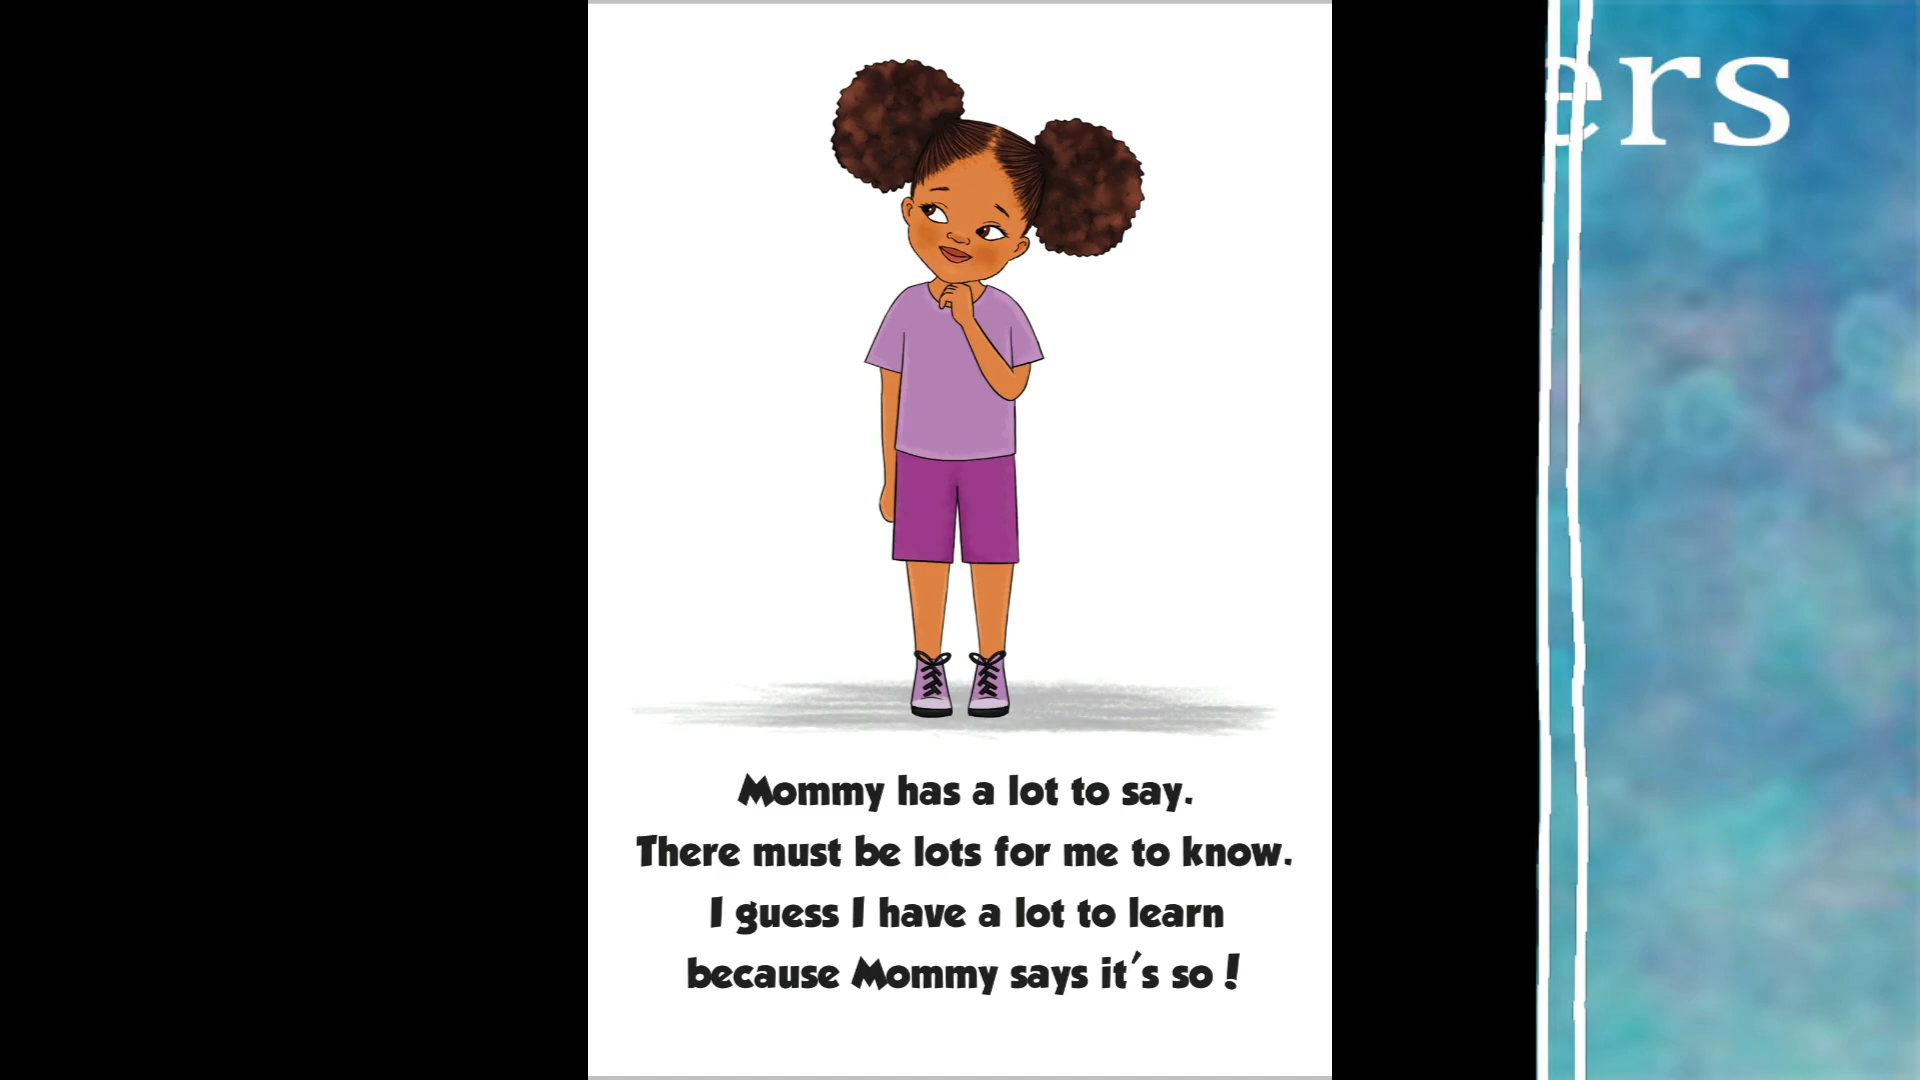 Mommy has a lot to say.
There must be lots for me to know.
I guess I have a lot to learn
because Mommy says it's so!
ers